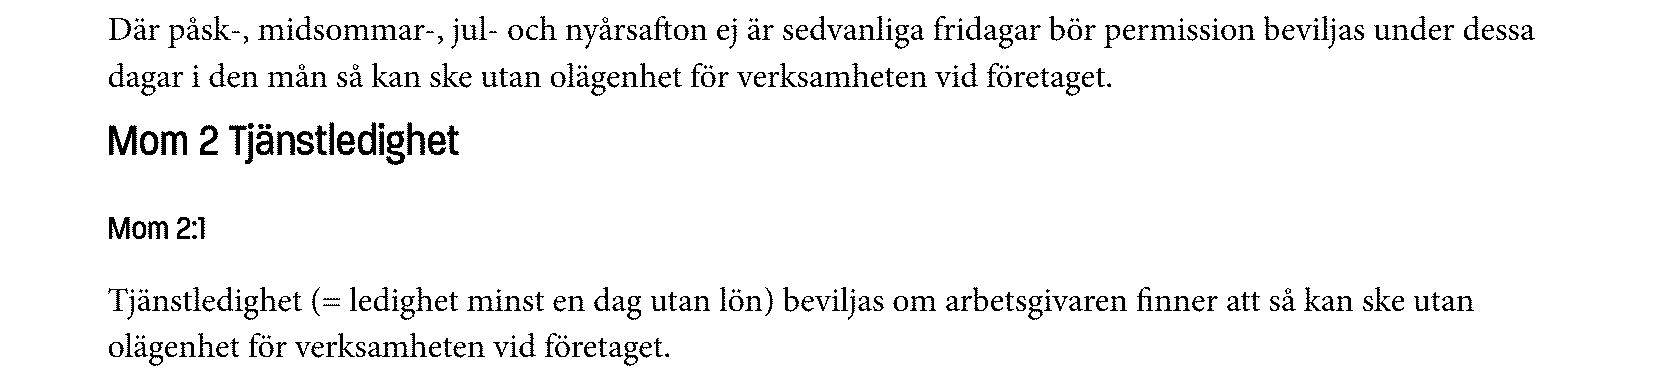 Där påsk-, midsommar-, jul- och nyårsafton ej är sedvanliga fridagar bör permission beviljas under dessa
dagar i den mån så kan ske utan olägenhet för verksamheten vid företaget.
Mom 2 Tjänstledighet
Mom 2:1
Tjänstledighet (= ledighet minst en dag utan lön) beviljas om arbetsgivaren finner att så kan ske utan
olägenhet för verksamheten vid företaget.